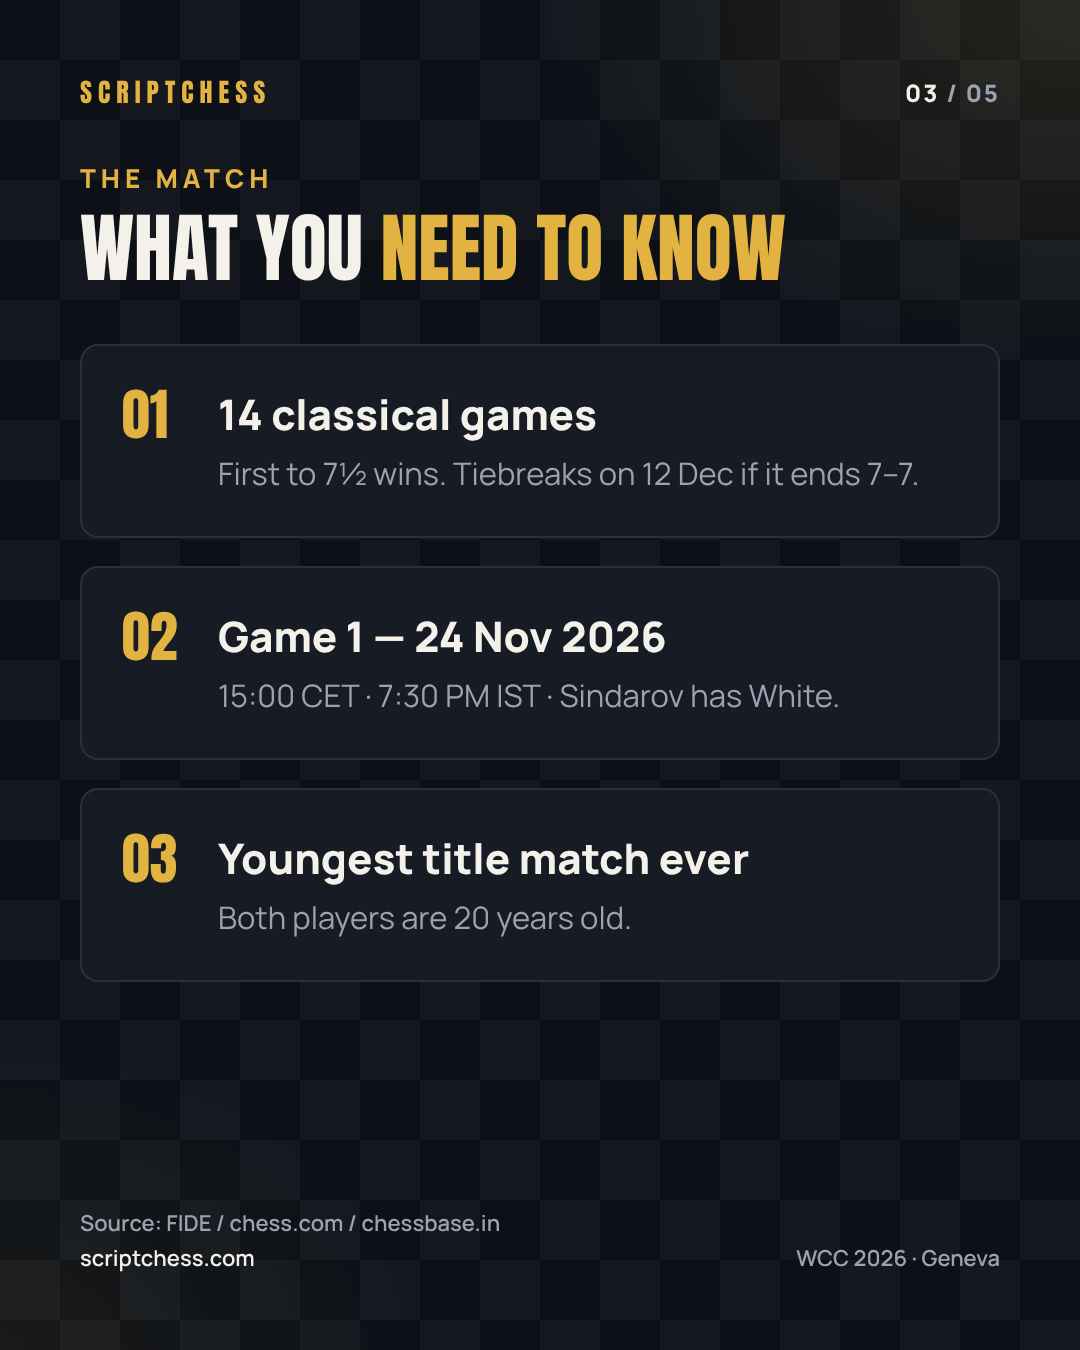 SCRIPTCHESS
03 / 05
THE MATCH
WHAT YOU NEED TO KNOW
01
14 classical games
First to 7½ wins. Tiebreaks on 12 Dec if it ends 7–7.
02
Game 1 — 24 Nov 2026
15:00 CET · 7:30 PM IST · Sindarov has White.
03
Youngest title match ever
Both players are 20 years old.
Source: FIDE / chess.com / chessbase.in
scriptchess.com
WCC 2026 · Geneva